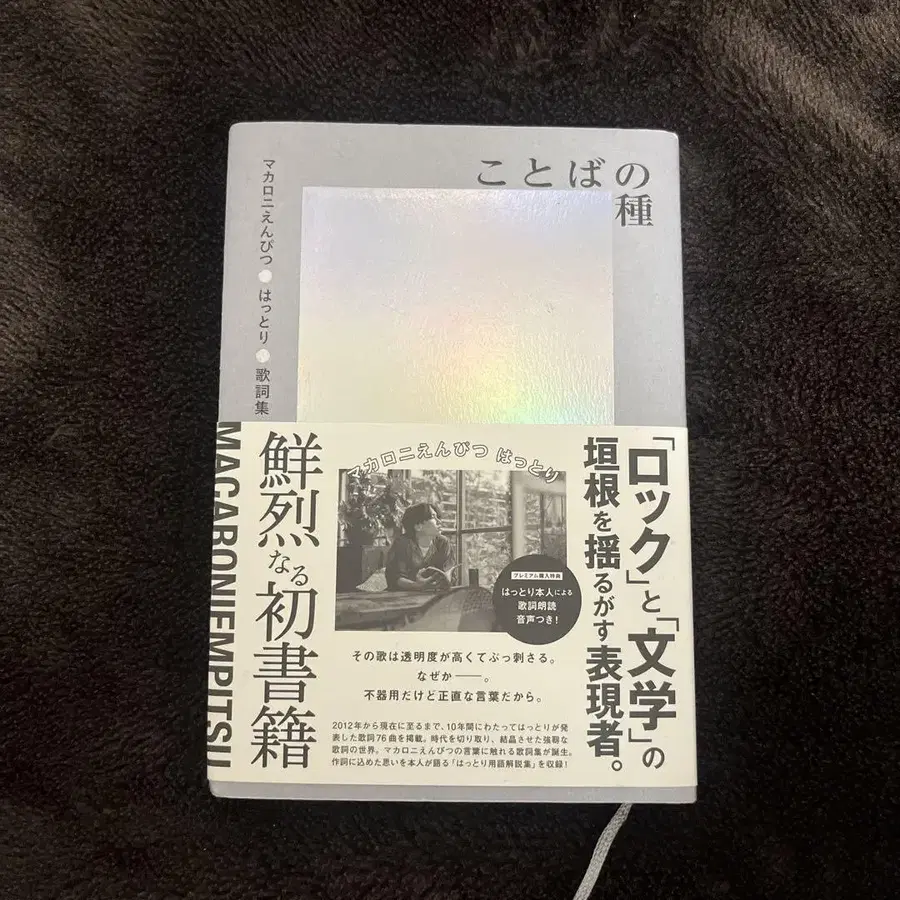 ことばの
種
マカロニえんぴつ●はっとり●歌詞集
「ロック」と「文学」の
垣根を揺るがす表現者。
マカロニえんぴつ はっとり
プレミアム購入特典
はっとり本人による
歌詞朗読
音声つき!
鮮烈なる初書籍
MACARONIEMPITSU
その歌は透明度が高くてぶっ刺さる。
なぜか——。
不器用だけど正直な言葉だから。
2012年から現在に至るまで、10年間にわたってはっとりが発
表した歌詞76曲を掲載。時代を切り取り、結晶させた強靭な
歌詞の世界。マカロニえんぴつの言葉に触れる歌詞集が誕生。
作詞に込めた思いを本人が語る「はっとり用語解説集」を収録!